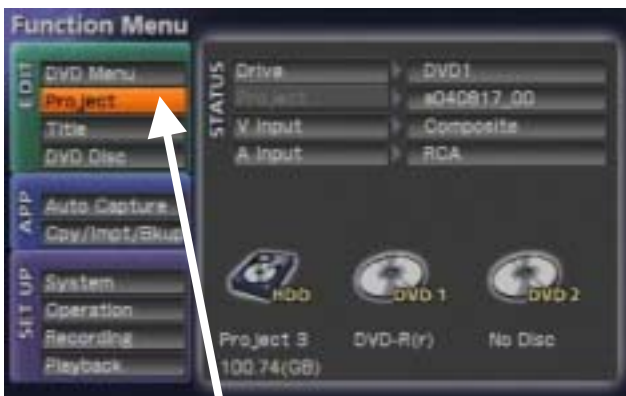 Function Menu
EDIT
DVD Menu
Project
Title
DVD Disc
APP
Auto Capture
Cpy/Impt/Bkup
SET UP
System
Operation
Recording
Playback
STATUS
Drive DVD1
Project s040817_00
V Input Composite
A Input RCA
HDD DVD 1 DVD 2
Project 3 DVD-R(r) No Disc
100.74(GB)